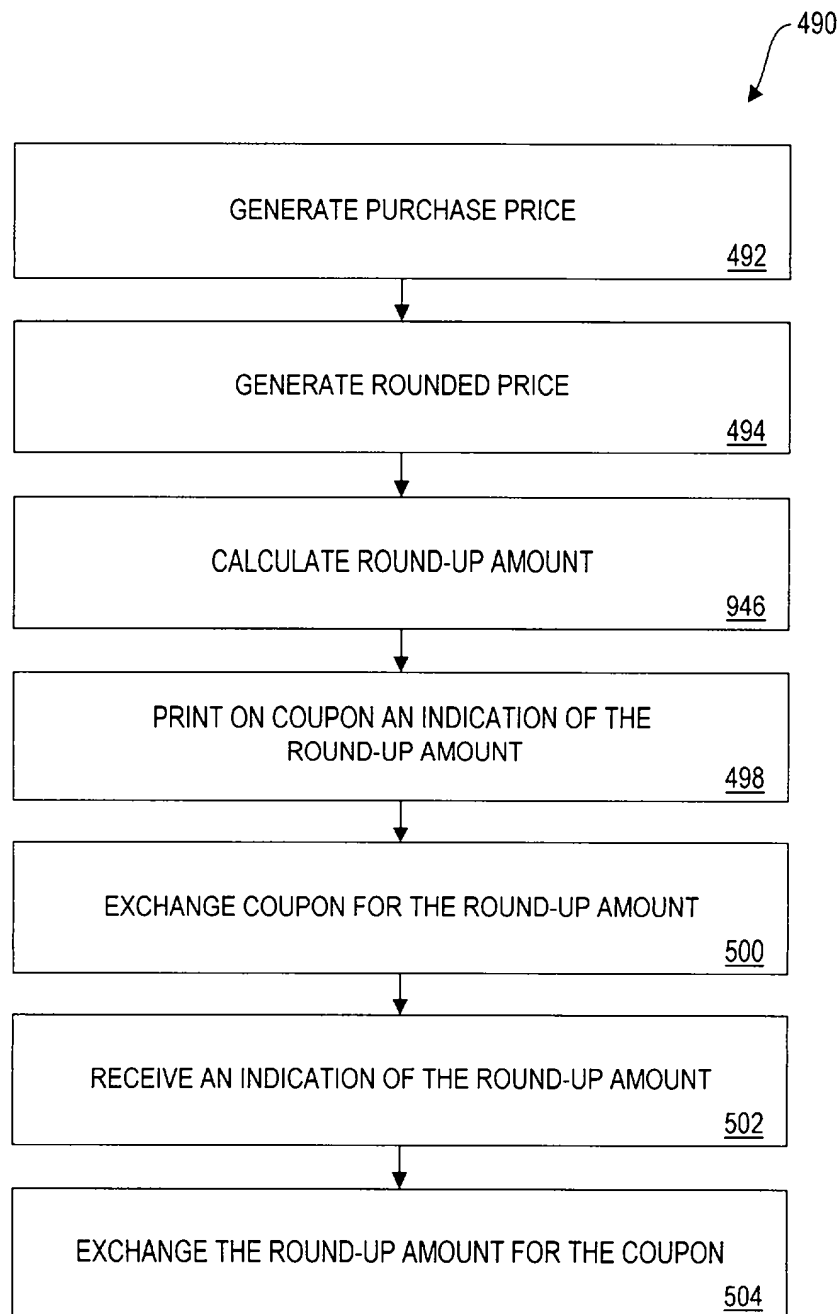 490
GENERATE PURCHASE PRICE
492
GENERATE ROUNDED PRICE
494
CALCULATE ROUND-UP AMOUNT
946
PRINT ON COUPON AN INDICATION OF THE
ROUND-UP AMOUNT
498
EXCHANGE COUPON FOR THE ROUND-UP AMOUNT
500
RECEIVE AN INDICATION OF THE ROUND-UP AMOUNT
502
EXCHANGE THE ROUND-UP AMOUNT FOR THE COUPON
504